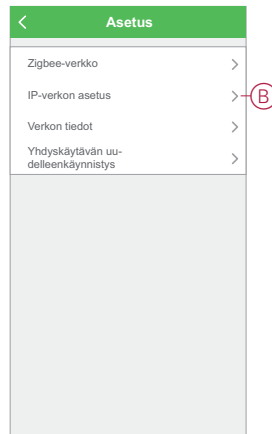 Asetus
Zigbee-verkko
IP-verkon asetus
B
Verkon tiedot
Yhdyskäytävän uu-
delleenkäynnistys